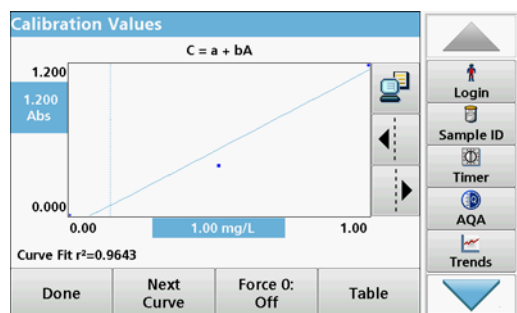 Calibration Values
C = a + bA
1.200
1.200
Abs
0.000
0.00
1.00 mg/L
1.00
Curve Fit r²=0.9643
Done
Next
Curve
Force 0:
Off
Table
Login
Sample ID
Timer
AQA
Trends